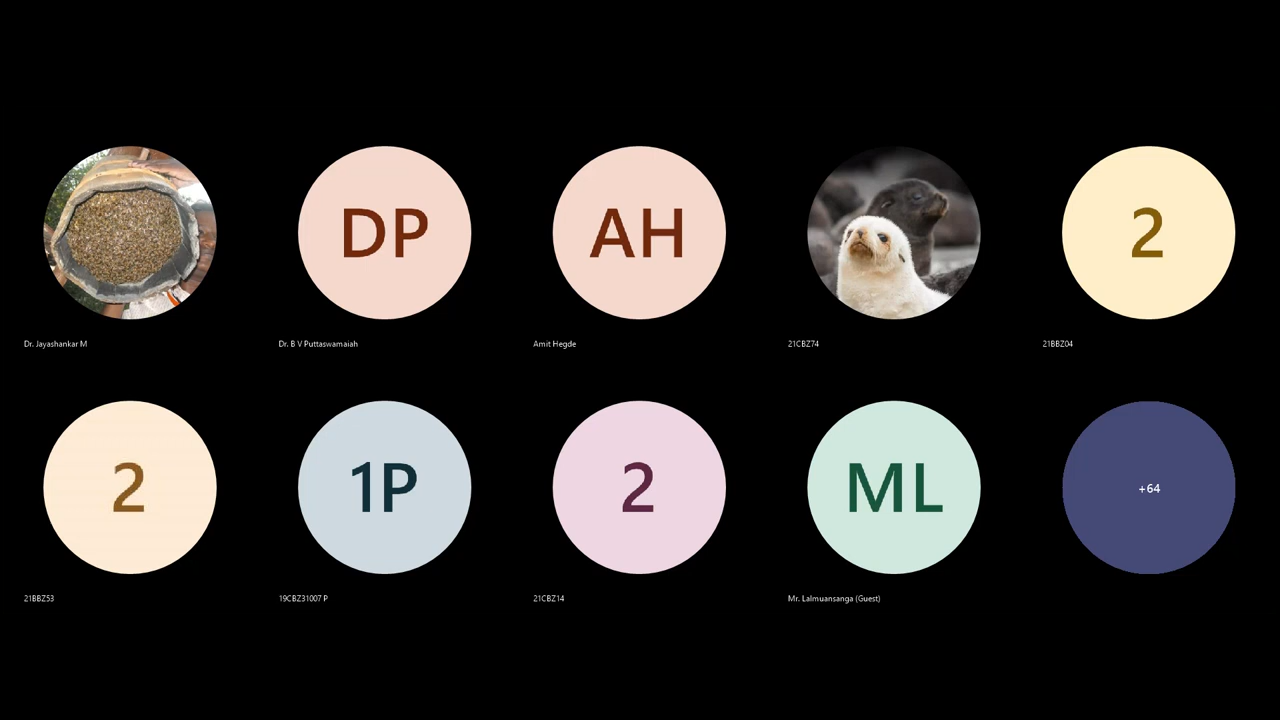 DP
AH
2
Dr. Jayashankar M
Dr. B V Puttaswamaiah
Amit Hegde
21CBZ74
21BBZ04
2
1P
2
ML
+64
21BBZ53
19CBZ31007 P
21CBZ14
Mr. Lalmuansanga (Guest)